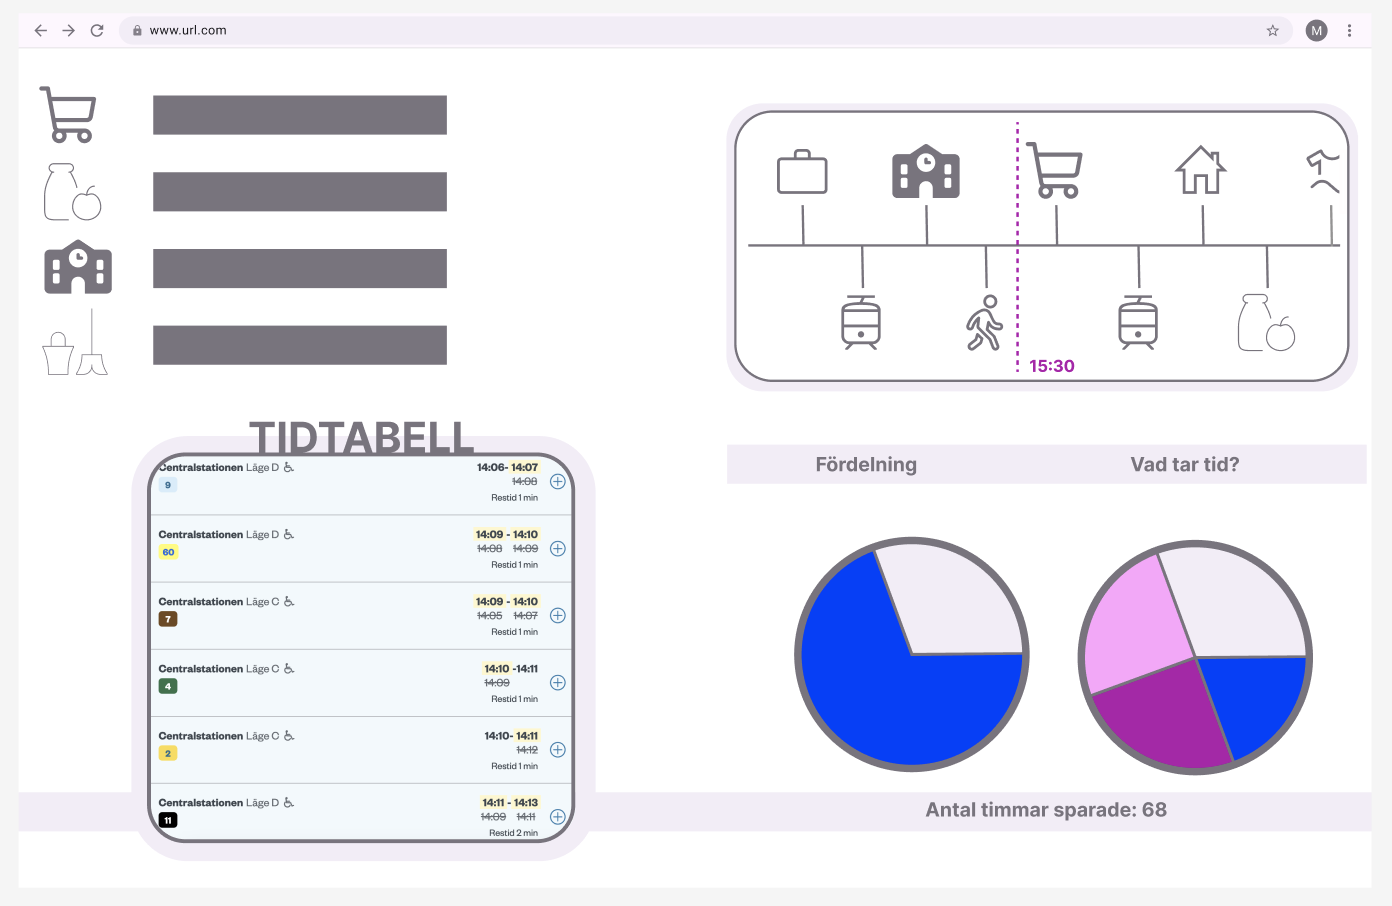 www.url.com
M
15:30
TIDTABELL
Centralstationen Läge D
14:06- 14:07
9
14:08
Restid 1 min
Centralstationen Läge D
14:09 - 14:10
60
14:08 14:09
Restid 1 min
Centralstationen Läge C
14:09 - 14:10
7
14:05 14:07
Restid 1 min
Centralstationen Läge C
14:10 -14:11
4
14:09
Restid 1 min
Centralstationen Läge C
14:10- 14:11
2
14:12
Restid 1 min
Centralstationen Läge D
14:11 - 14:13
11
14:09 14:11
Restid 2 min
Fördelning
Vad tar tid?
Antal timmar sparade: 68